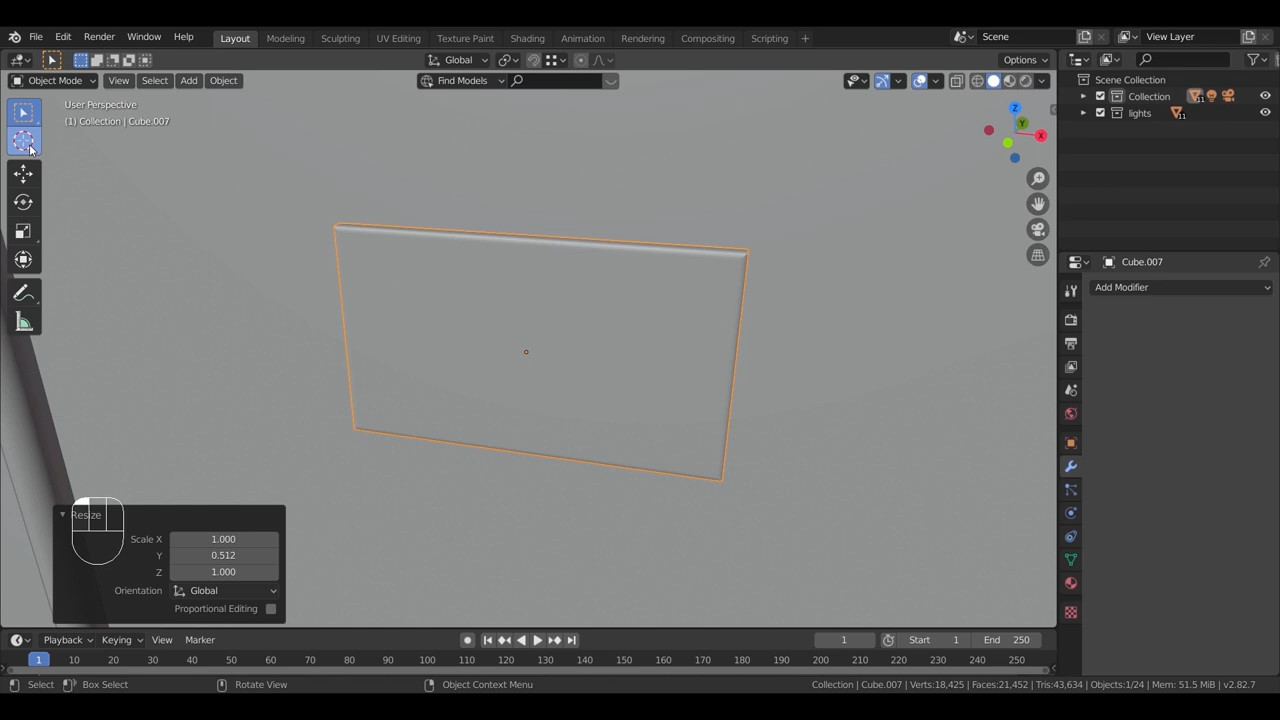 File Edit Render Window Help Layout Modeling Sculpting UV Editing Texture Paint Shading Animation Rendering Compositing Scripting + Scene View Layer
Global Options
Object Mode View Select Add Object Find Models
User Perspective
(1) Collection | Cube.007
Z
Y
X
Scene Collection
Collection 11
lights 11
Cube.007
Add Modifier
Resize
Scale X 1.000
Y 0.512
Z 1.000
Orientation Global
Proportional Editing
Playback Keying View Marker 1 Start 1 End 250
1 10 20 30 40 50 60 70 80 90 100 110 120 130 140 150 160 170 180 190 200 210 220 230 240 250
Select Box Select Rotate View Object Context Menu Collection | Cube.007 | Verts:18,425 | Faces:21,452 | Tris:43,634 | Objects:1/24 | Mem: 51.5 MiB | v2.82.7